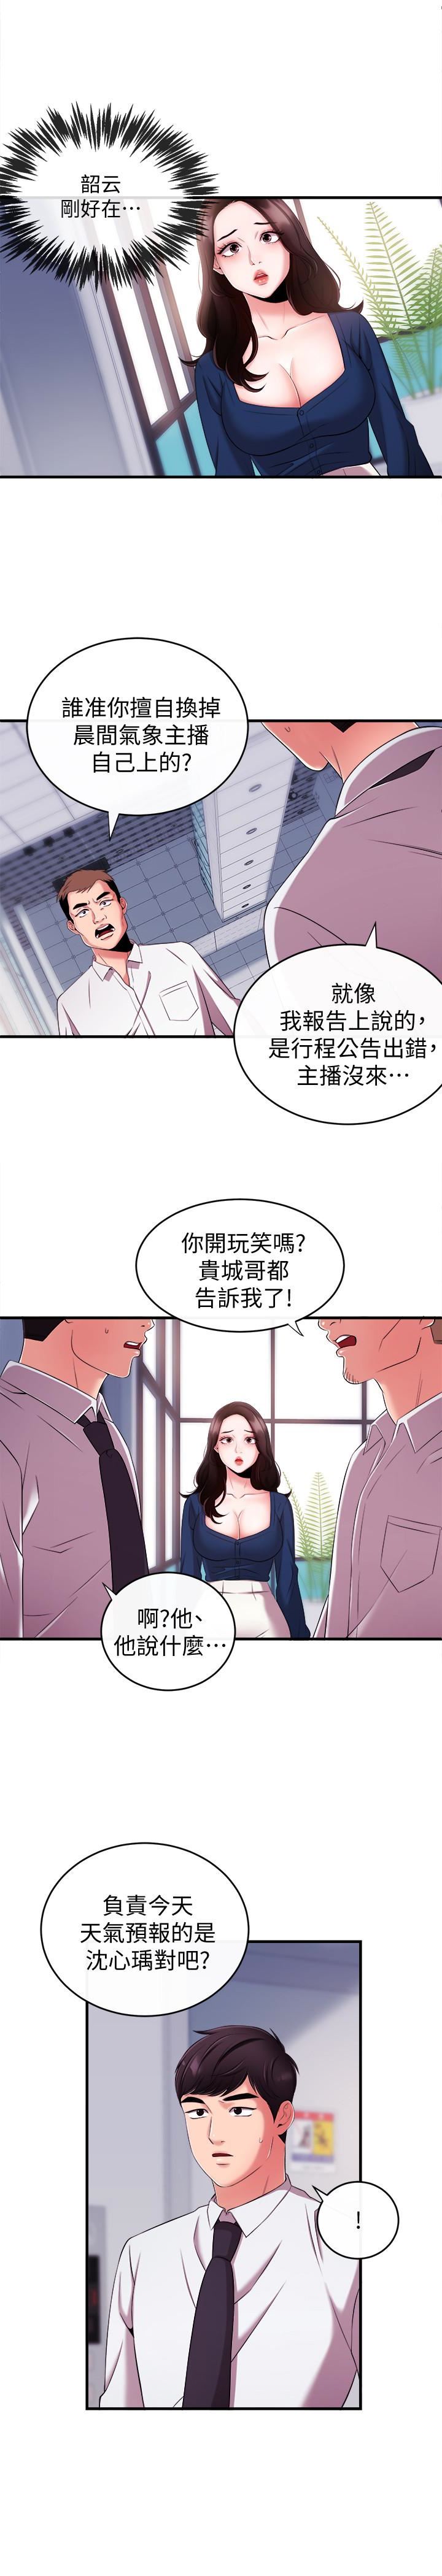 韶云
剛好在⋯
誰准你擅自換掉
晨間氣象主播
自己上的?
就像
我報告上說的,
是行程公告出錯,
主播沒來⋯
你開玩笑嗎?
貴城哥都
告訴我了!
啊?他、
他說什麼⋯
負責今天
天氣預報的是
沈心瑀對吧?
!